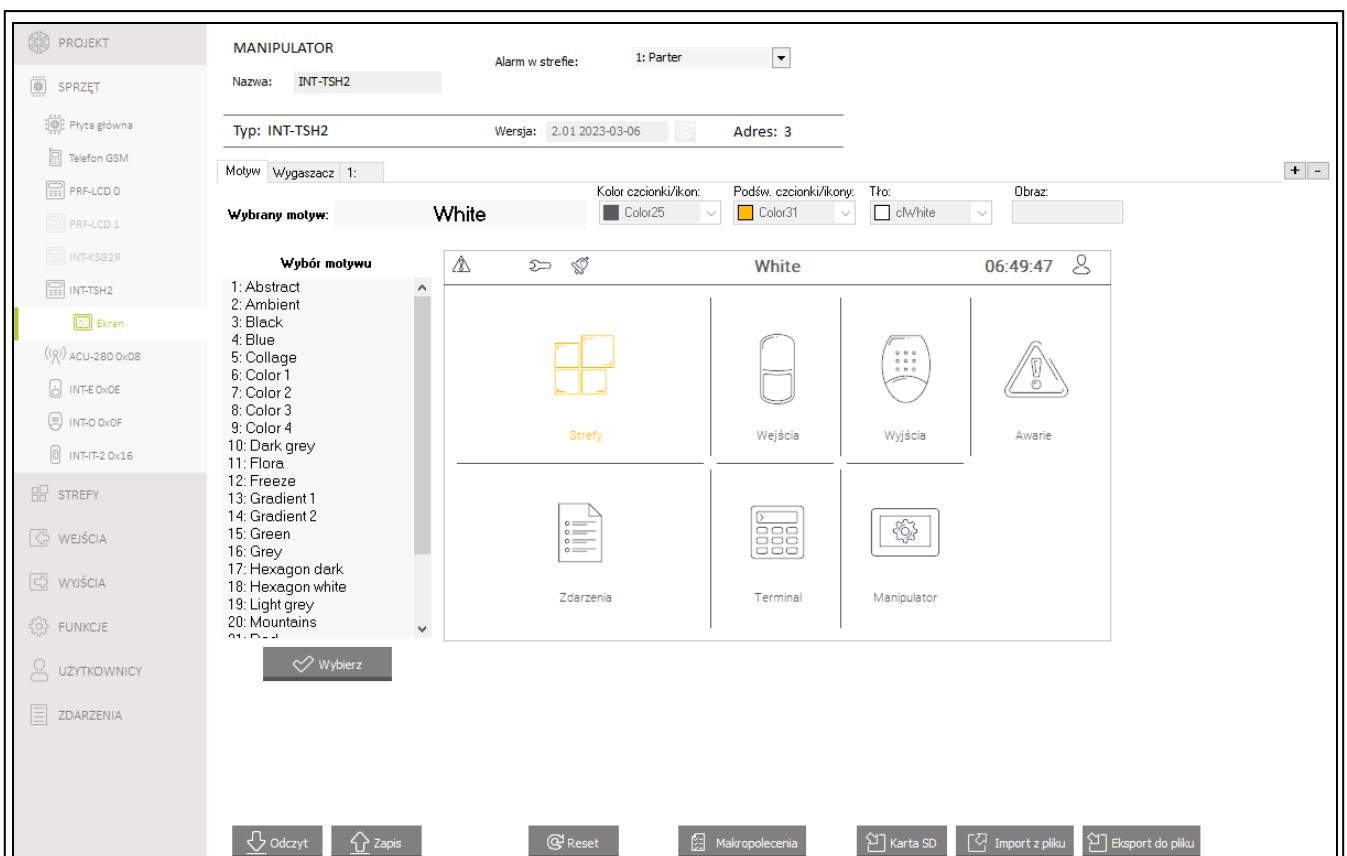 PROJEKT
SPRZĘT
Płyta główna
Telefon GSM
PRF-LCD 0
PRF-LCD 1
INT-KSG2R
INT-TSH2
Ekran
ACU-280 0x08
INT-E 0x0E
INT-O 0x0F
INT-IT-2 0x16
STREFY
WEJŚCIA
WYJŚCIA
FUNKCJE
UŻYTKOWNICY
ZDARZENIA
MANIPULATOR
Alarm w strefie: 1: Parter
Nazwa: INT-TSH2
Typ: INT-TSH2 Wersja: 2.01 2023-03-06 Adres: 3
Motyw Wygaszacz 1: + -
Kolor czcionki/ikon: Podśw. czcionki/ikony: Tło: Obraz:
Wybrany motyw: White Color25 Color31 clWhite
Wybór motywu
1: Abstract
2: Ambient
3: Black
4: Blue
5: Collage
6: Color 1
7: Color 2
8: Color 3
9: Color 4
10: Dark grey
11: Flora
12: Freeze
13: Gradient 1
14: Gradient 2
15: Green
16: Grey
17: Hexagon dark
18: Hexagon white
19: Light grey
20: Mountains
Wybierz
White 06:49:47
Strefy Wejścia Wyjścia Awarie
Zdarzenia Terminal Manipulator
Odczyt Zapis Reset Makropolecenia Karta SD Import z pliku Eksport do pliku